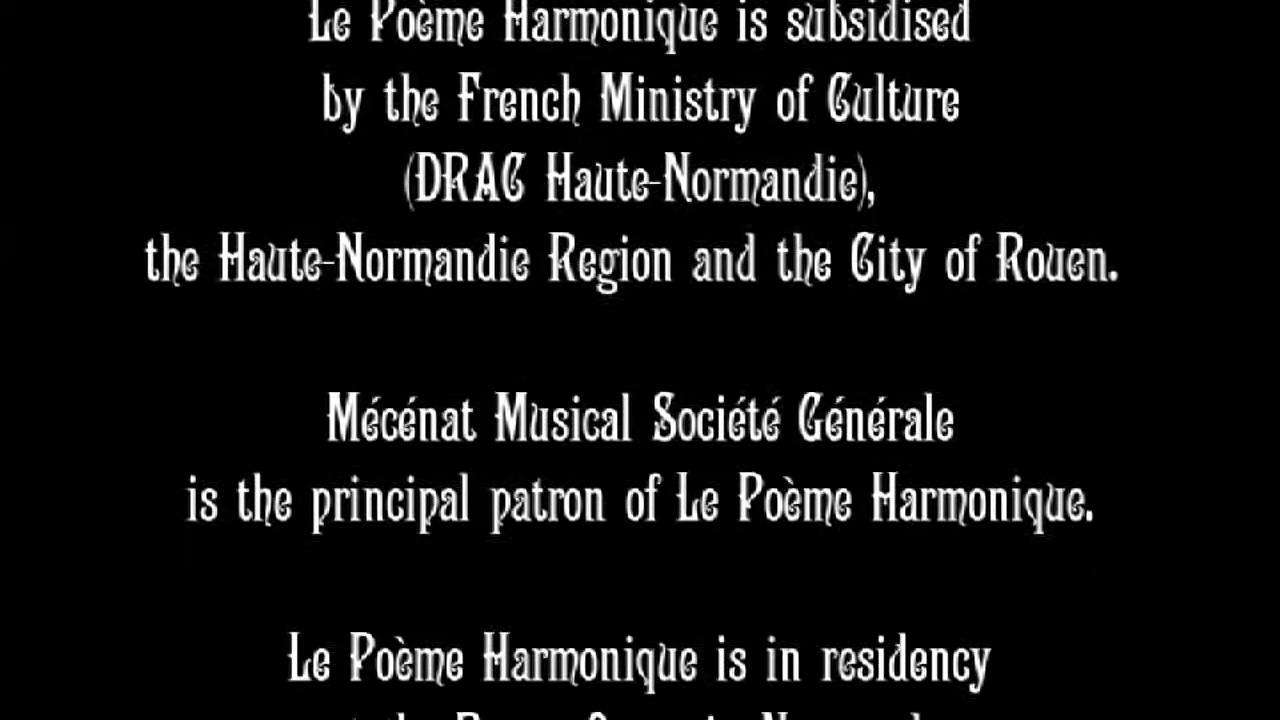 Le Poème Harmonique is subsidised
by the French Ministry of Culture
(DRAC Haute-Normandie),
the Haute-Normandie Region and the City of Rouen.
Mécénat Musical Société Générale
is the principal patron of Le Poème Harmonique.
Le Poème Harmonique is in residency